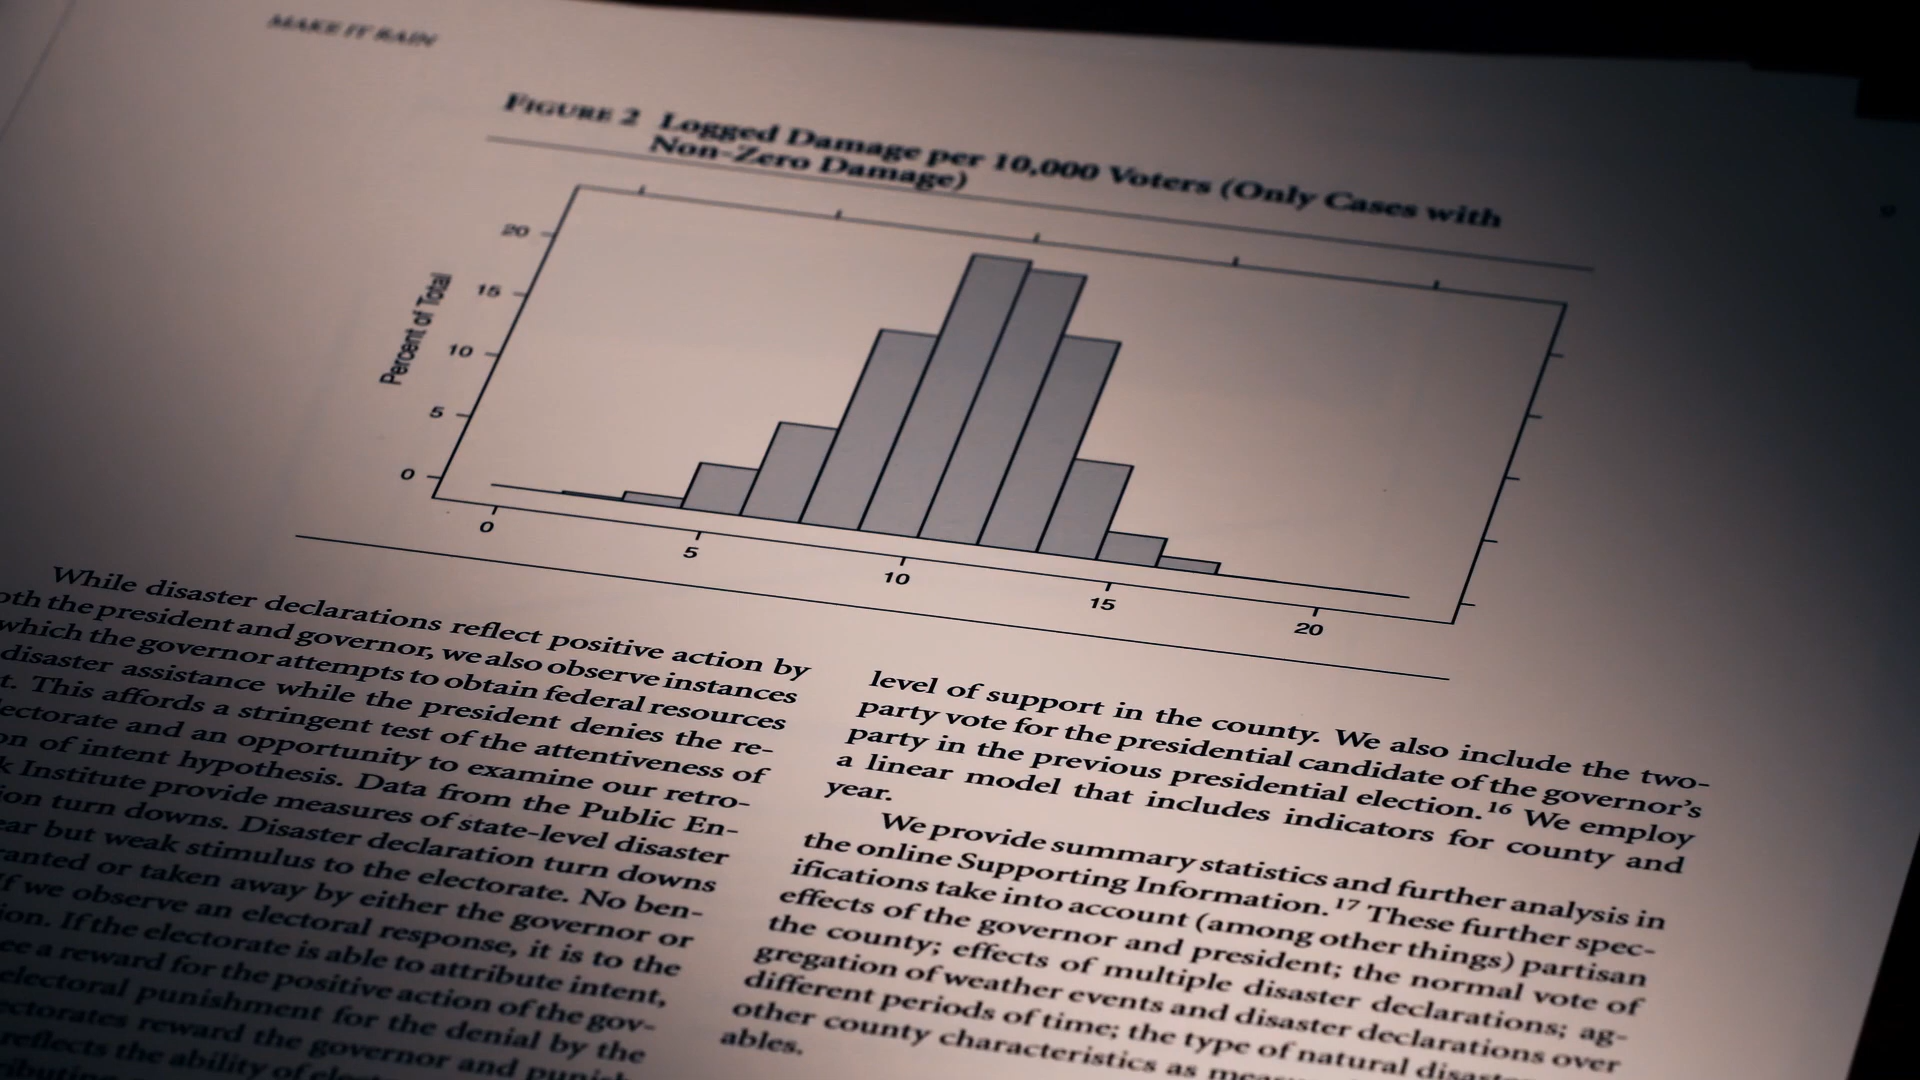 MAKE IT RAIN
9
FIGURE 2 Logged Damage per 10,000 Voters (Only Cases with
Non-Zero Damage)
Percent of Total
20
15
10
5
0
0
5
10
15
20
While disaster declarations reflect positive action by
the president and governor, we also observe instances
which the governor attempts to obtain federal resources
disaster assistance while the president denies the re-
t. This affords a stringent test of the attentiveness of
ectorate and an opportunity to examine our retro-
on of intent hypothesis. Data from the Public En-
k Institute provide measures of state-level disaster
ion turn downs. Disaster declaration turn downs
ear but weak stimulus to the electorate. No ben-
ranted or taken away by either the governor or
If we observe an electoral response, it is to the
ion. If the electorate is able to attribute intent,
ee a reward for the positive action of the gov-
electoral punishment for the denial by the
ectorates reward the governor and punish
reflects the ability of
level of support in the county. We also include the two-
party vote for the presidential candidate of the governor's
party in the previous presidential election.16 We employ
a linear model that includes indicators for county and
year.
We provide summary statistics and further analysis in
the online Supporting Information.17 These further spec-
ifications take into account (among other things) partisan
effects of the governor and president; the normal vote of
the county; effects of multiple disaster declarations; ag-
gregation of weather events and disaster declarations over
different periods of time; the type of natural disaster
other county characteristics as
ables.